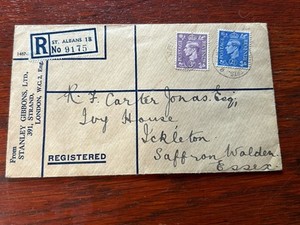 R
ST. ALBANS 18
No 9175
From
STANLEY GIBBONS, LTD.,
391, STRAND,
LONDON, W.C.2, Eng.
R. F. Carter Jonas, Esq,
Ivy House
Ickleton
Saffron Walden
Essex.
REGISTERED